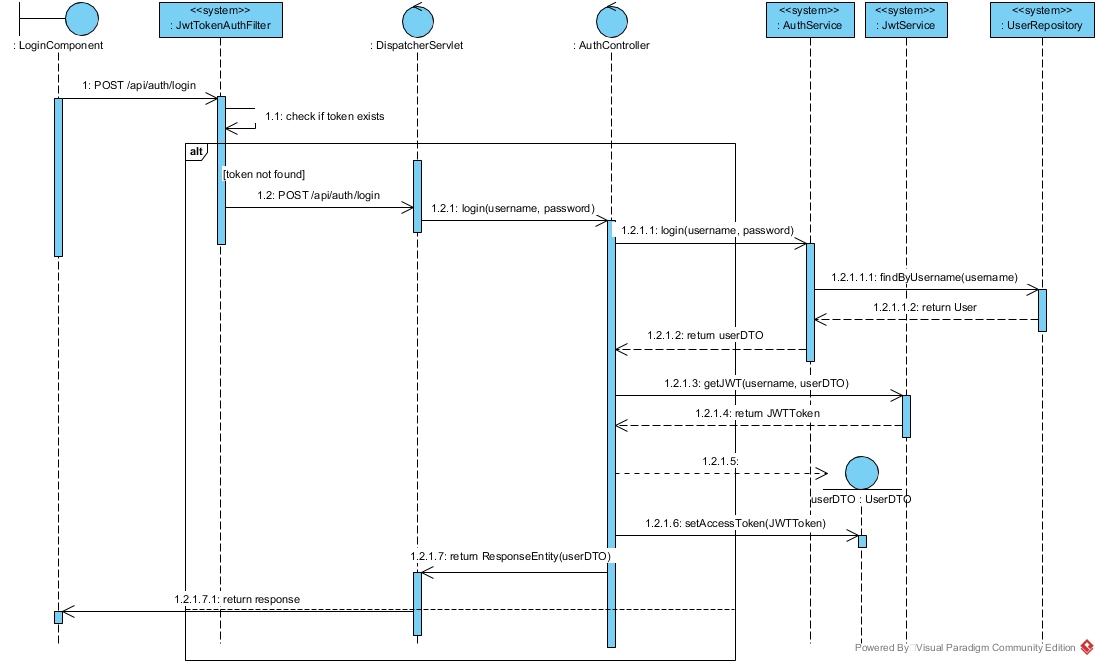 <<system>>
: JwtTokenAuthFilter
<<system>>
: AuthService
<<system>>
: JwtService
<<system>>
: UserRepository
: LoginComponent
: DispatcherServlet
: AuthController
1: POST /api/auth/login
1.1: check if token exists
alt
[token not found]
1.2: POST /api/auth/login
1.2.1: login(username, password)
1.2.1.1: login(username, password)
1.2.1.1.1: findByUsername(username)
1.2.1.1.2: return User
1.2.1.2: return userDTO
1.2.1.3: getJWT(username, userDTO)
1.2.1.4: return JWTToken
1.2.1.5:
userDTO : UserDTO
1.2.1.6: setAccessToken(JWTToken)
1.2.1.7: return ResponseEntity(userDTO)
1.2.1.7.1: return response
Powered By Visual Paradigm Community Edition